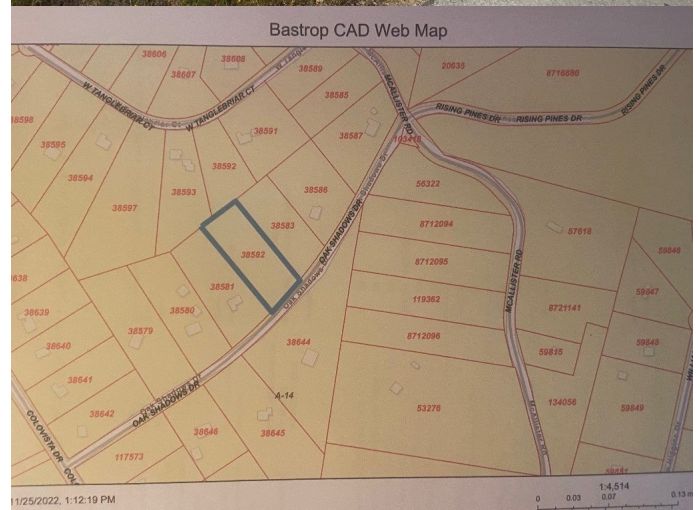 Bastrop CAD Web Map
38606
38607
38608
38589
20635
8716880
W TANGLEBRIAR CT
W TANGLEBRIAR CT
MCALLISTER RD
RISING PINES DR
RISING PINES DR
RISING PINES DR
38585
38587
38591
38598
38595
38594
38597
38592
38593
38586
38583
38582
38581
38580
38579
56322
8712094
8712095
119362
8712096
53276
57618
MCALLISTER RD
8721141
59815
134056
59846
59847
59848
59849
OAK SHADOWS DR
Oak Shadows Dr
OAK SHADOWS DR
38639
38640
38641
38642
38644
A-14
38645
38646
117573
COLOVISTA DR
11/25/2022, 1:12:19 PM
1:4,514
0 0.03 0.07 0.13 m